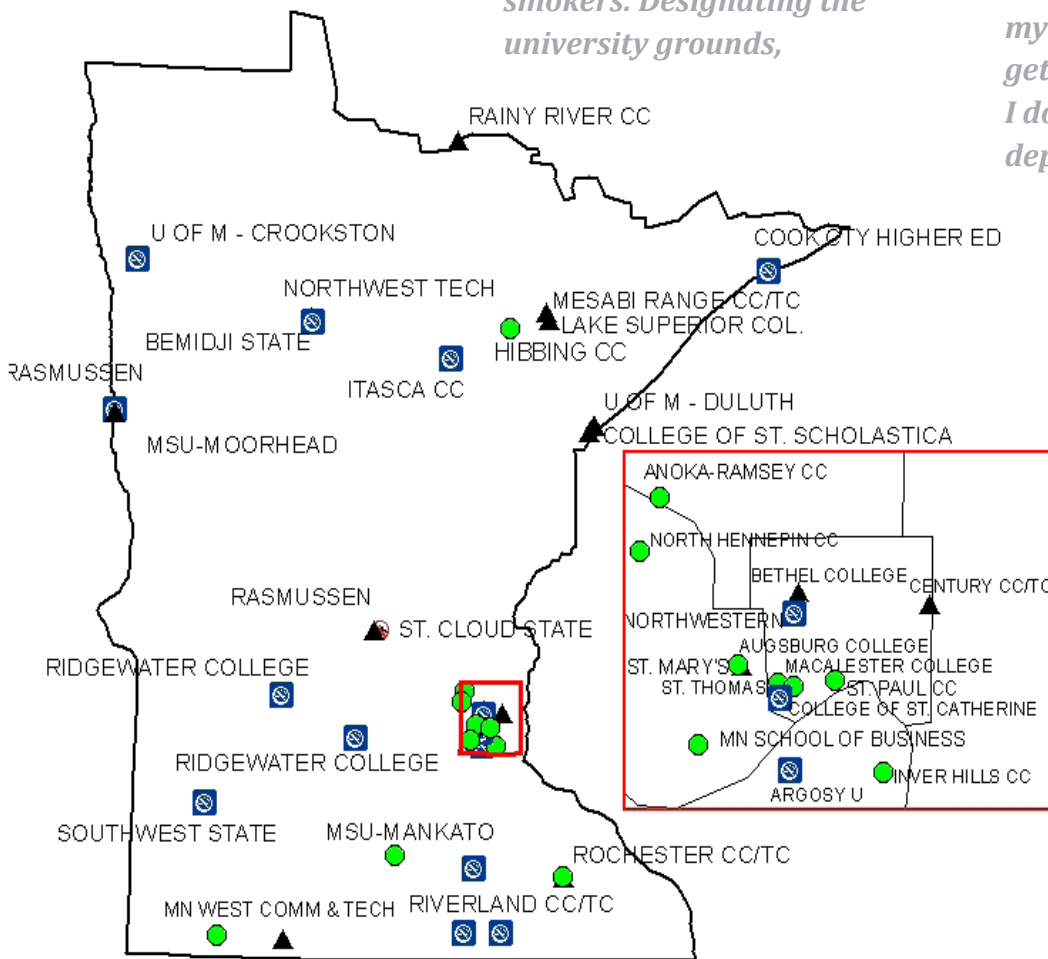 smokers. Designating the
university grounds,
my
get
I do
dep
RAINY RIVER CC
U OF M - CROOKSTON
COOK CTY HIGHER ED
NORTHWEST TECH
MESABI RANGE CC/TC
LAKE SUPERIOR COL.
BEMIDJI STATE
HIBBING CC
RASMUSSEN
ITASCA CC
U OF M - DULUTH
MSU-MOORHEAD
COLLEGE OF ST. SCHOLASTICA
ANOKA-RAMSEY CC
NORTH HENNEPIN CC
BETHEL COLLEGE
CENTURY CC/TC
RASMUSSEN
NORTHWESTERN
ST. CLOUD STATE
AUGSBURG COLLEGE
RIDGEWATER COLLEGE
ST. MARY'S
MACALESTER COLLEGE
ST. THOMAS
ST. PAUL CC
COLLEGE OF ST. CATHERINE
MN SCHOOL OF BUSINESS
RIDGEWATER COLLEGE
INVER HILLS CC
ARGOSY U
SOUTHWEST STATE
MSU-MANKATO
ROCHESTER CC/TC
MN WEST COMM & TECH
RIVERLAND CC/TC